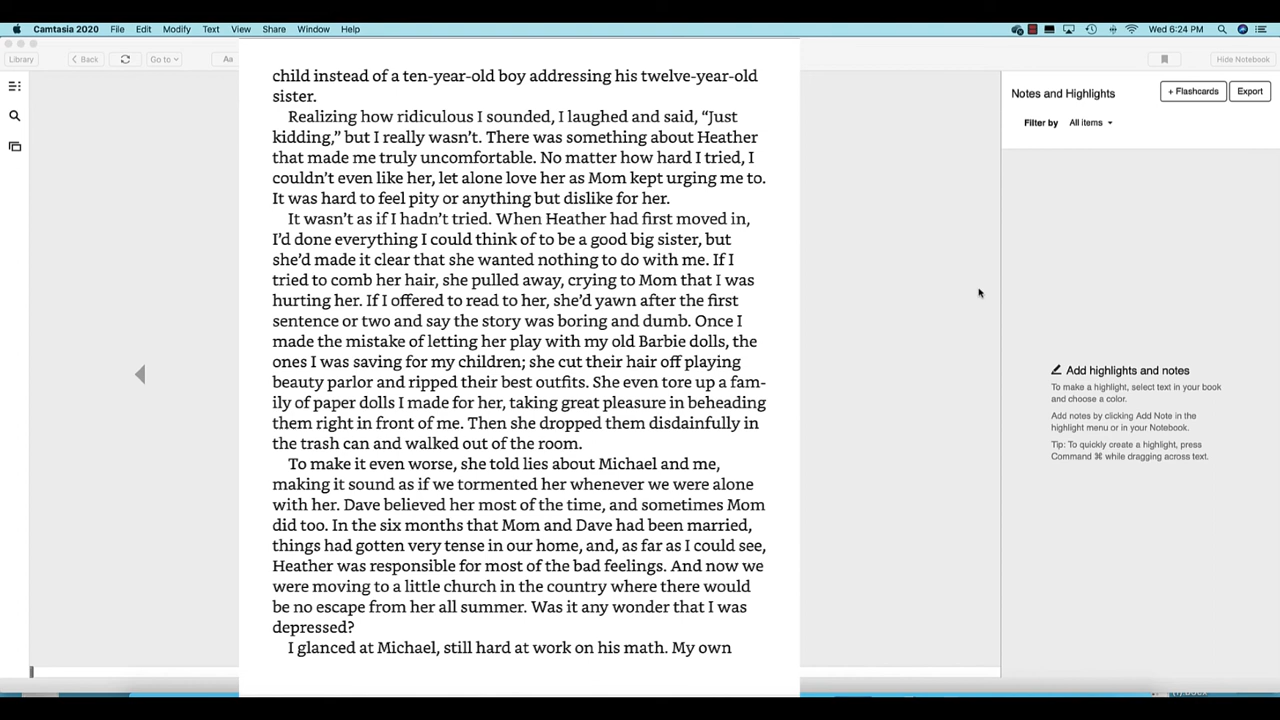 Camtasia 2020 File Edit Modify Text View Share Window Help Wed 6:24 PM
Library Back Go to Aa Hide Notebook
child instead of a ten-year-old boy addressing his twelve-year-old
sister.
Realizing how ridiculous I sounded, I laughed and said, “Just
kidding,” but I really wasn’t. There was something about Heather
that made me truly uncomfortable. No matter how hard I tried, I
couldn’t even like her, let alone love her as Mom kept urging me to.
It was hard to feel pity or anything but dislike for her.
It wasn’t as if I hadn’t tried. When Heather had first moved in,
I’d done everything I could think of to be a good big sister, but
she’d made it clear that she wanted nothing to do with me. If I
tried to comb her hair, she pulled away, crying to Mom that I was
hurting her. If I offered to read to her, she’d yawn after the first
sentence or two and say the story was boring and dumb. Once I
made the mistake of letting her play with my old Barbie dolls, the
ones I was saving for my children; she cut their hair off playing
beauty parlor and ripped their best outfits. She even tore up a fam-
ily of paper dolls I made for her, taking great pleasure in beheading
them right in front of me. Then she dropped them disdainfully in
the trash can and walked out of the room.
To make it even worse, she told lies about Michael and me,
making it sound as if we tormented her whenever we were alone
with her. Dave believed her most of the time, and sometimes Mom
did too. In the six months that Mom and Dave had been married,
things had gotten very tense in our home, and, as far as I could see,
Heather was responsible for most of the bad feelings. And now we
were moving to a little church in the country where there would
be no escape from her all summer. Was it any wonder that I was
depressed?
I glanced at Michael, still hard at work on his math. My own
Notes and Highlights + Flashcards Export
Filter by All items
Add highlights and notes
To make a highlight, select text in your book
and choose a color.
Add notes by clicking Add Note in the
highlight menu or in your Notebook.
Tip: To quickly create a highlight, press
Command ⌘ while dragging across text.